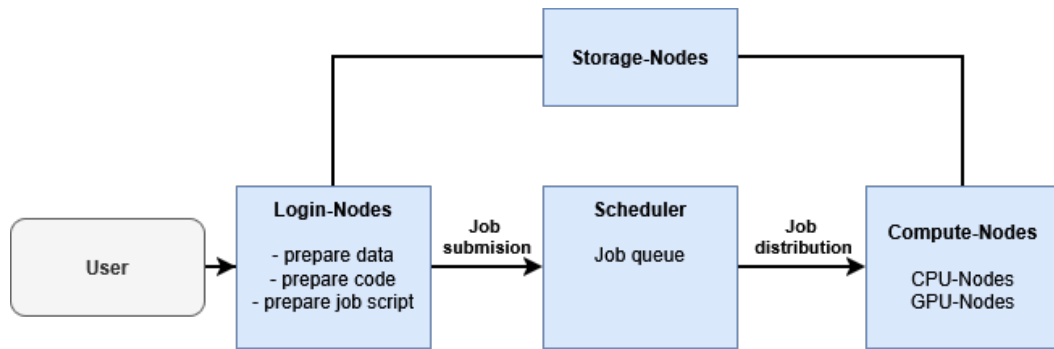 Storage-Nodes
User
Login-Nodes
- prepare data
- prepare code
- prepare job script
Job
submision
Scheduler
Job queue
Job
distribution
Compute-Nodes
CPU-Nodes
GPU-Nodes